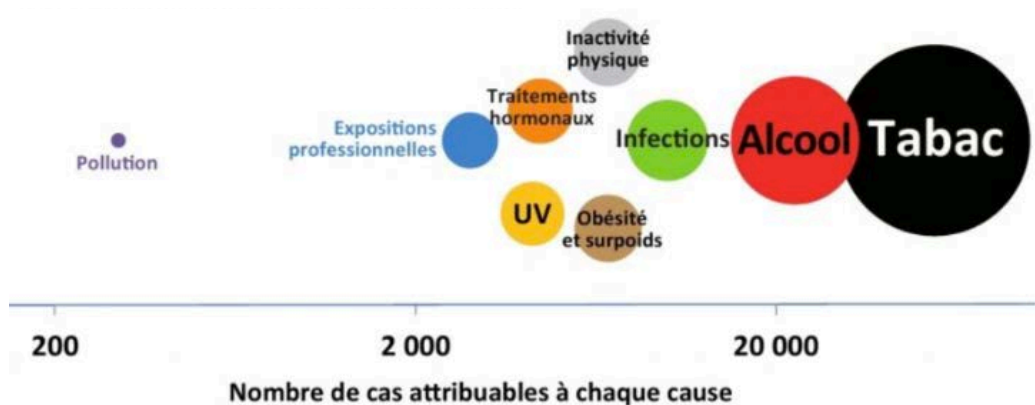 Inactivité
physique
Traitements
hormonaux
Expositions
professionnelles
Pollution
Infections
Alcool
Tabac
UV
Obésité
et surpoids
200
2 000
20 000
Nombre de cas attribuables à chaque cause